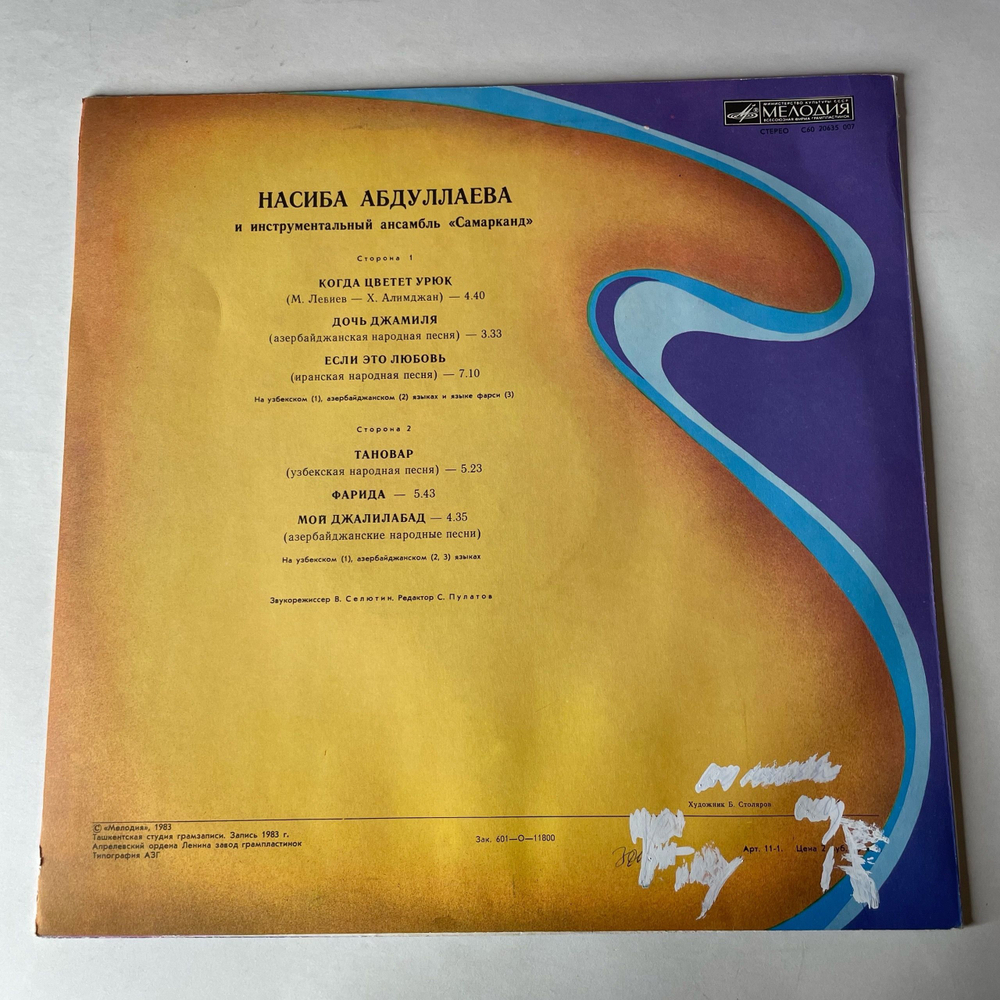 МИНИСТЕРСТВО КУЛЬТУРЫ СССР
МЕЛОДИЯ
ВСЕСОЮЗНАЯ ФИРМА ГРАМПЛАСТИНОК
СТЕРЕО С60 20635 007
НАСИБА АБДУЛЛАЕВА
и инструментальный ансамбль «Самарканд»
Сторона 1
КОГДА ЦВЕТЕТ УРЮК
(М. Левиев — Х. Алимджан) — 4.40
ДОЧЬ ДЖАМИЛЯ
(азербайджанская народная песня) — 3.33
ЕСЛИ ЭТО ЛЮБОВЬ
(иранская народная песня) — 7.10
На узбекском (1), азербайджанском (2) языках и языке фарси (3)
Сторона 2
ТАНОВАР
(узбекская народная песня) — 5.23
ФАРИДА — 5.43
МОЙ ДЖАЛИЛАБАД — 4.35
(азербайджанские народные песни)
На узбекском (1), азербайджанском (2, 3) языках
Звукорежиссер В. Селютин, Редактор С. Пулатов
Художник Б. Столяров
© «Мелодия», 1983
Ташкентская студия грамзаписи. Запись 1983 г.
Апрелевский ордена Ленина завод грампластинок
Типография АЗГ
Зак. 601—О—11800
Арт. 11-1. Цена 2